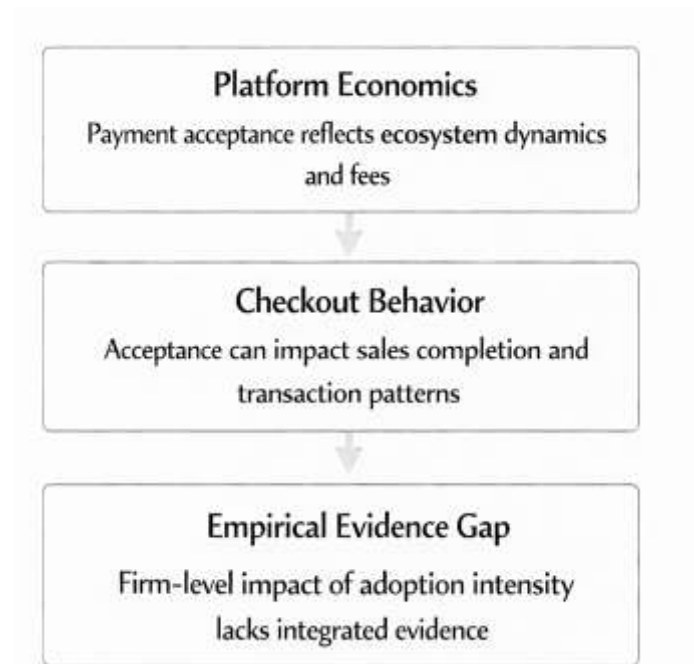 Platform Economics
Payment acceptance reflects ecosystem dynamics
and fees
Checkout Behavior
Acceptance can impact sales completion and
transaction patterns
Empirical Evidence Gap
Firm-level impact of adoption intensity
lacks integrated evidence